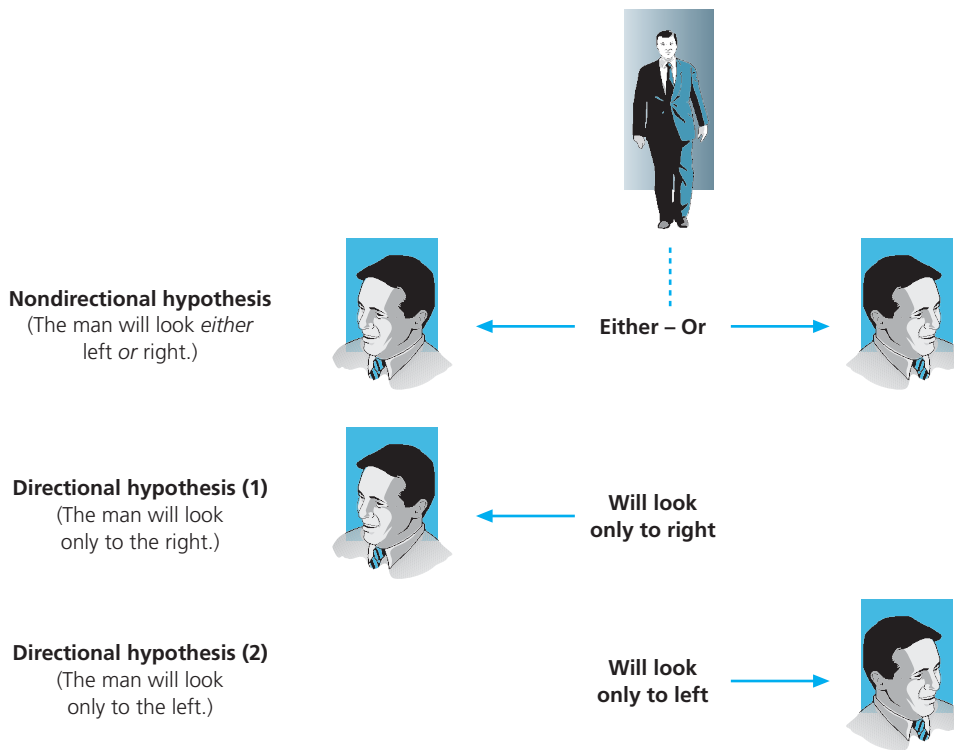 Nondirectional hypothesis
(The man will look either
left or right.)
Either – Or
Directional hypothesis (1)
(The man will look
only to the right.)
Will look
only to right
Directional hypothesis (2)
(The man will look
only to the left.)
Will look
only to left